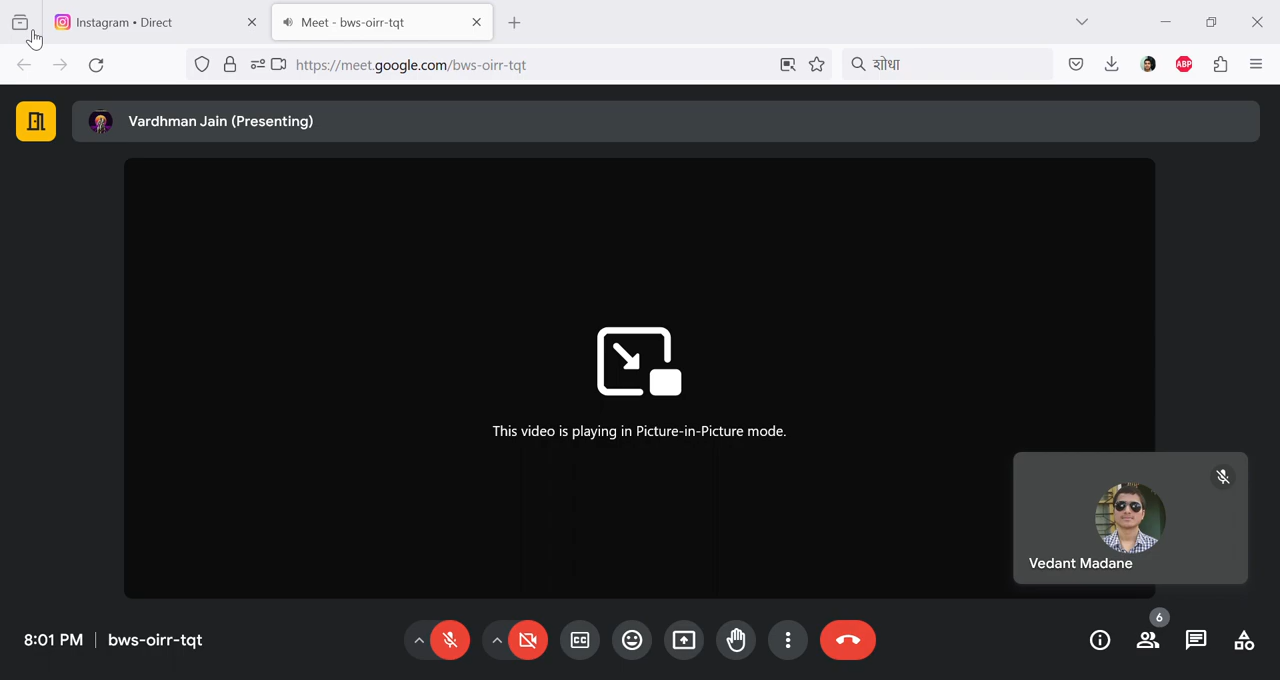 Instagram • Direct
Meet - bws-oirr-tqt
https://meet.google.com/bws-oirr-tqt
शोधा
ABP
Vardhman Jain (Presenting)
This video is playing in Picture-in-Picture mode.
Vedant Madane
8:01 PM | bws-oirr-tqt
CC
6